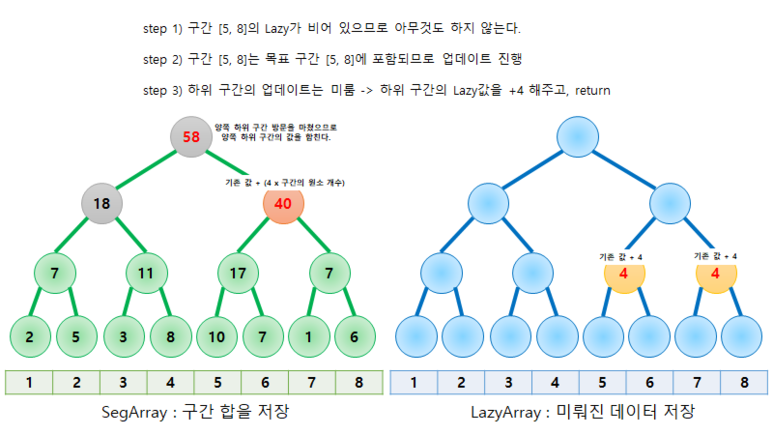 step 1) 구간 [5, 8]의 Lazy가 비어 있으므로 아무것도 하지 않는다.
step 2) 구간 [5, 8]는 목표 구간 [5, 8]에 포함되므로 업데이트 진행
step 3) 하위 구간의 업데이트는 미룸 -> 하위 구간의 Lazy값을 +4 해주고, return
58
양쪽 하위 구간 방문을 마쳤으므로
양쪽 하위 구간의 값을 합친다.
기존 값 + (4 x 구간의 원소 개수)
18
40
7
11
17
7
2
5
3
8
10
7
1
6
1 2 3 4 5 6 7 8
SegArray : 구간 합을 저장
기존 값 + 4
기존 값 + 4
4
4
1 2 3 4 5 6 7 8
LazyArray : 미뤄진 데이터 저장